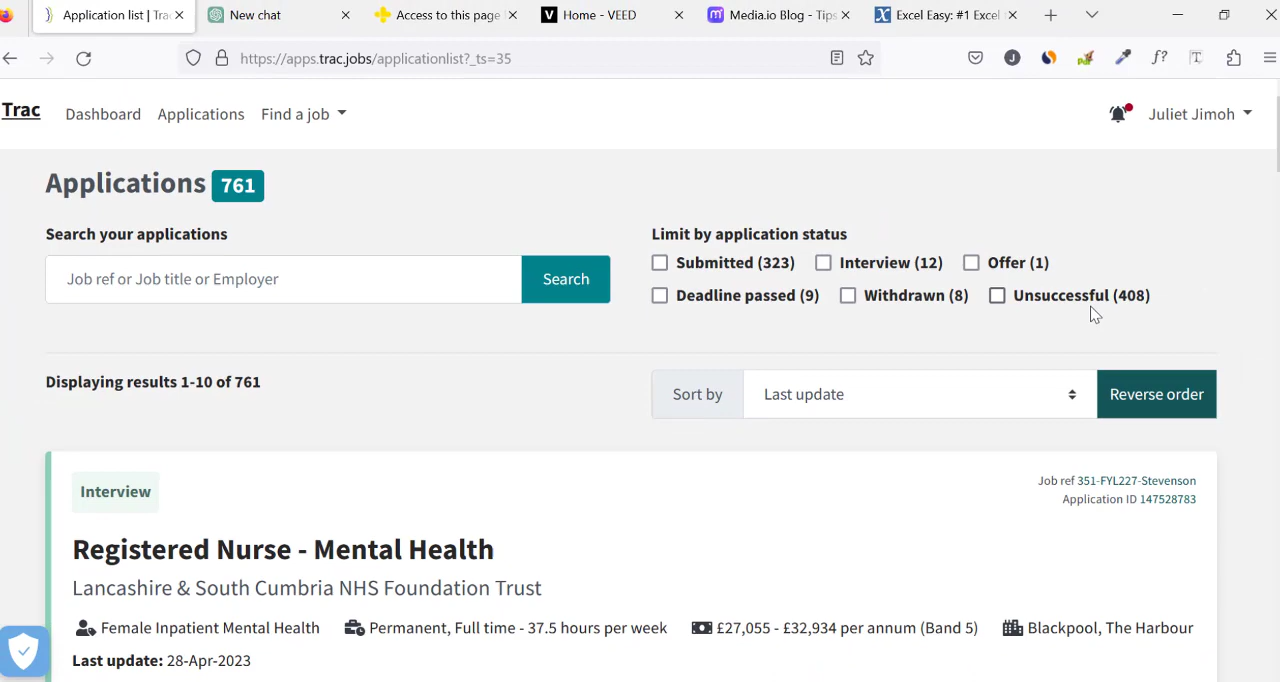 Application list | Tra
New chat
Access to this page
Home - VEED
Media.io Blog - Tips
Excel Easy: #1 Excel
https://apps.trac.jobs/applicationlist?_ts=35
Trac
Dashboard
Applications
Find a job
Juliet Jimoh
Applications 761
Search your applications
Limit by application status
Job ref or Job title or Employer
Search
Submitted (323)
Interview (12)
Offer (1)
Deadline passed (9)
Withdrawn (8)
Unsuccessful (408)
Displaying results 1-10 of 761
Sort by
Last update
Reverse order
Interview
Job ref 351-FYL227-Stevenson
Application ID 147528783
Registered Nurse - Mental Health
Lancashire & South Cumbria NHS Foundation Trust
Female Inpatient Mental Health
Permanent, Full time - 37.5 hours per week
£27,055 - £32,934 per annum (Band 5)
Blackpool, The Harbour
Last update: 28-Apr-2023